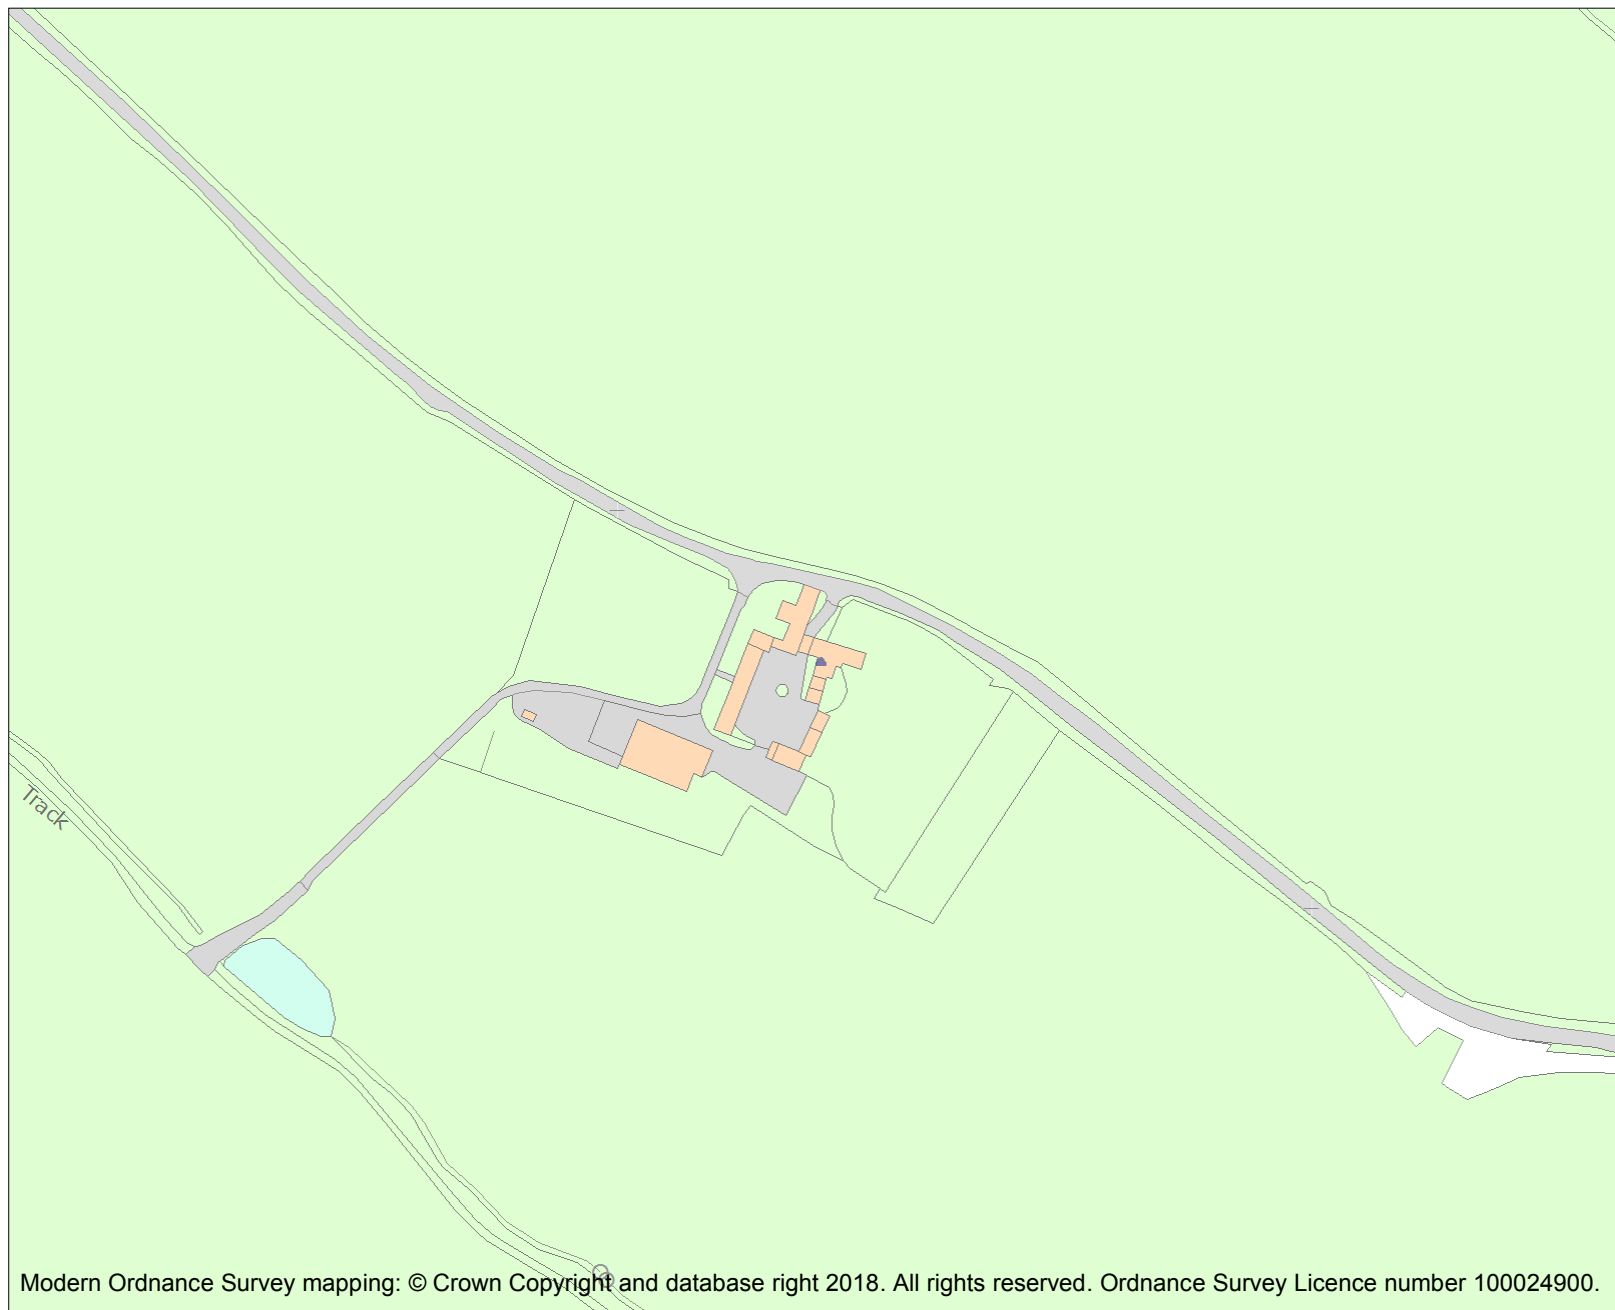 Track
Modern Ordnance Survey mapping: © Crown Copyright and database right 2018. All rights reserved. Ordnance Survey Licence number 100024900.